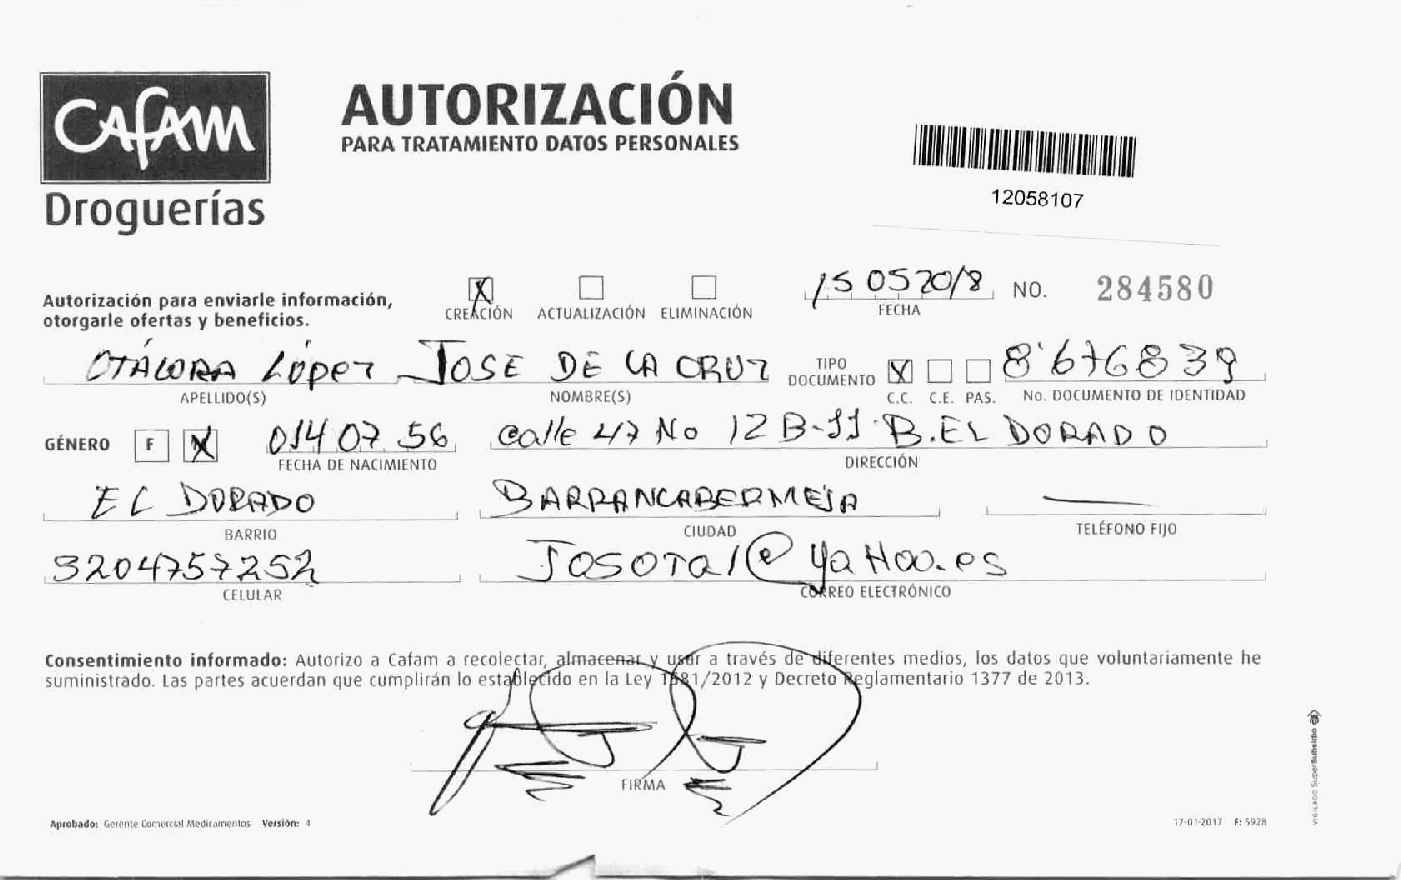 CAFAM
Droguerías
AUTORIZACIÓN
PARA TRATAMIENTO DATOS PERSONALES
12058107
Autorización para enviarle información,
otorgarle ofertas y beneficios.
X
CREACIÓN ACTUALIZACIÓN ELIMINACIÓN
15 05 2018 NO. 284580
FECHA
OTÁLORA López JOSE DE LA CRUZ TIPO DOCUMENTO X 8'676839
APELLIDO(S) NOMBRE(S) C.C. C.E. PAS. No. DOCUMENTO DE IDENTIDAD
GÉNERO F X 014 07 56 calle 47 No 12B-11 B. EL DORADO
FECHA DE NACIMIENTO DIRECCIÓN
EL DORADO BARRANCABERMEJA —
BARRIO CIUDAD TELÉFONO FIJO
3204757252 Josotal@yaHoo.es
CELULAR CORREO ELECTRÓNICO
Consentimiento informado: Autorizo a Cafam a recolectar, almacenar y usar a través de diferentes medios, los datos que voluntariamente he
suministrado. Las partes acuerdan que cumplirán lo establecido en la Ley 1581/2012 y Decreto Reglamentario 1377 de 2013.
FIRMA
Aprobado: Gerente Comercial Medicamentos Versión: 4
17-01-2017 F: 5928
VIGILADO SuperSubsidio